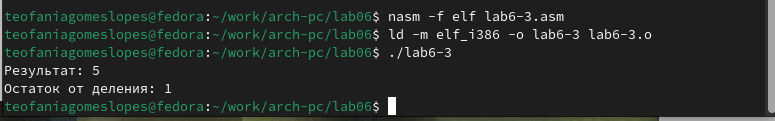 teofaniagomeslopes@fedora:~/work/arch-pc/lab06$ nasm -f elf lab6-3.asm
teofaniagomeslopes@fedora:~/work/arch-pc/lab06$ ld -m elf_i386 -o lab6-3 lab6-3.o
teofaniagomeslopes@fedora:~/work/arch-pc/lab06$ ./lab6-3
Результат: 5
Остаток от деления: 1
teofaniagomeslopes@fedora:~/work/arch-pc/lab06$